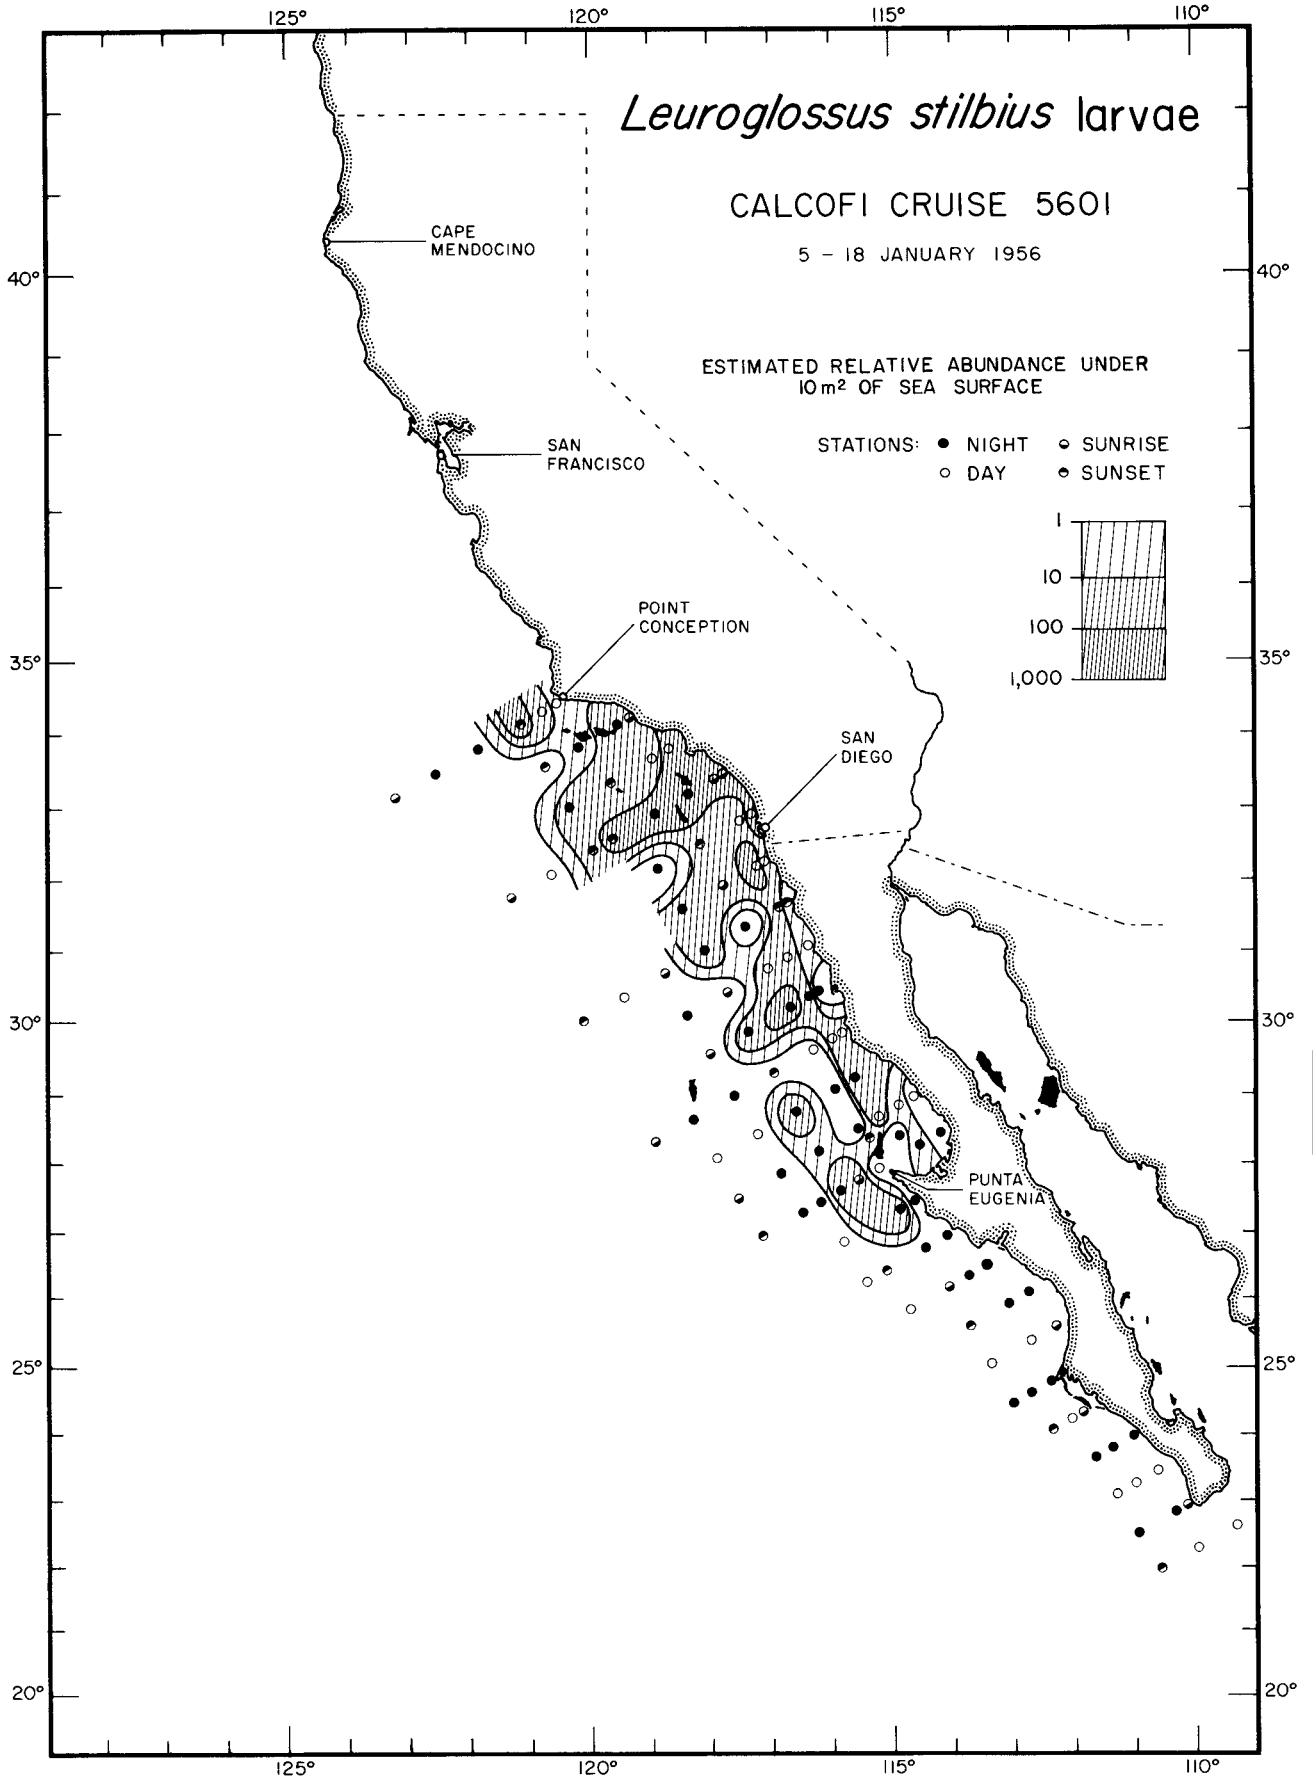 125° 120° 115° 110°
Leuroglossus stilbius larvae
CALCOFI CRUISE 5601
5 – 18 JANUARY 1956
CAPE
MENDOCINO
40° 40°
ESTIMATED RELATIVE ABUNDANCE UNDER
10 m² OF SEA SURFACE
STATIONS: ● NIGHT SUNRISE
○ DAY SUNSET
SAN
FRANCISCO
1
10
100
1,000
POINT
CONCEPTION
35° 35°
SAN
DIEGO
30° 30°
PUNTA
EUGENIA
25° 25°
20° 20°
125° 120° 115° 110°